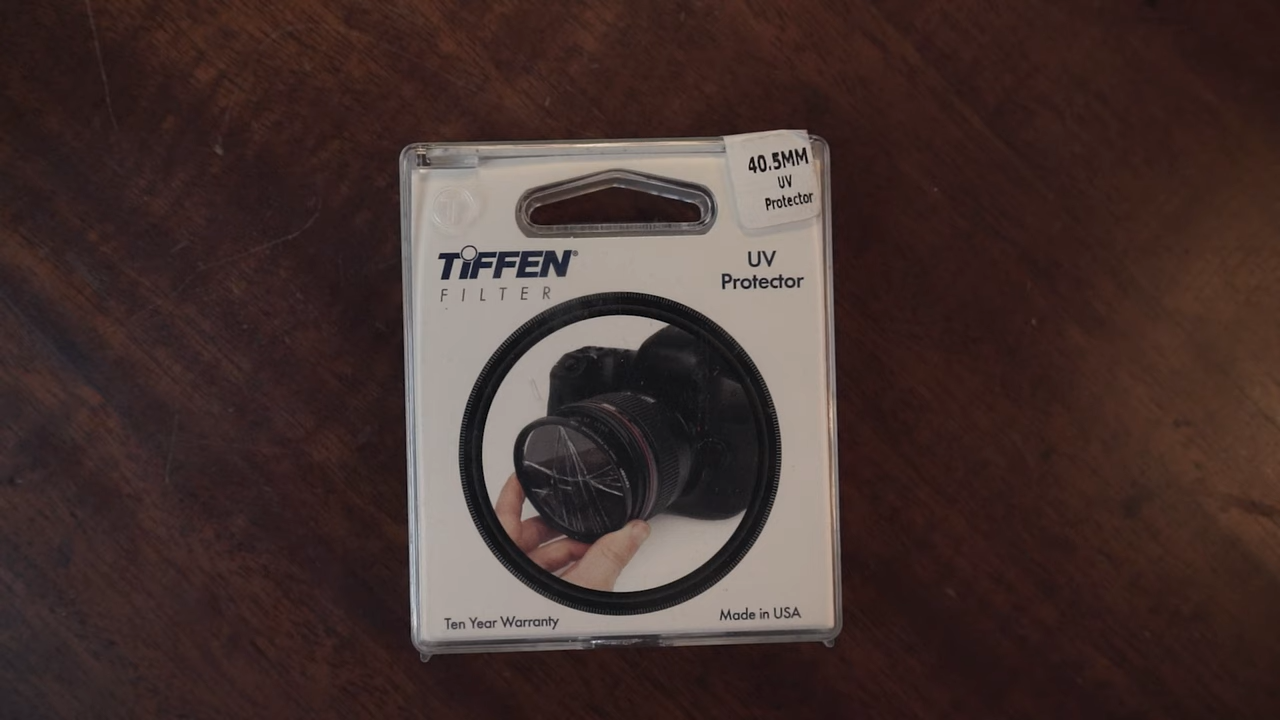 40.5MM
UV
Protector
TiFFEN®
FILTER
UV
Protector
Ten Year Warranty
Made in USA